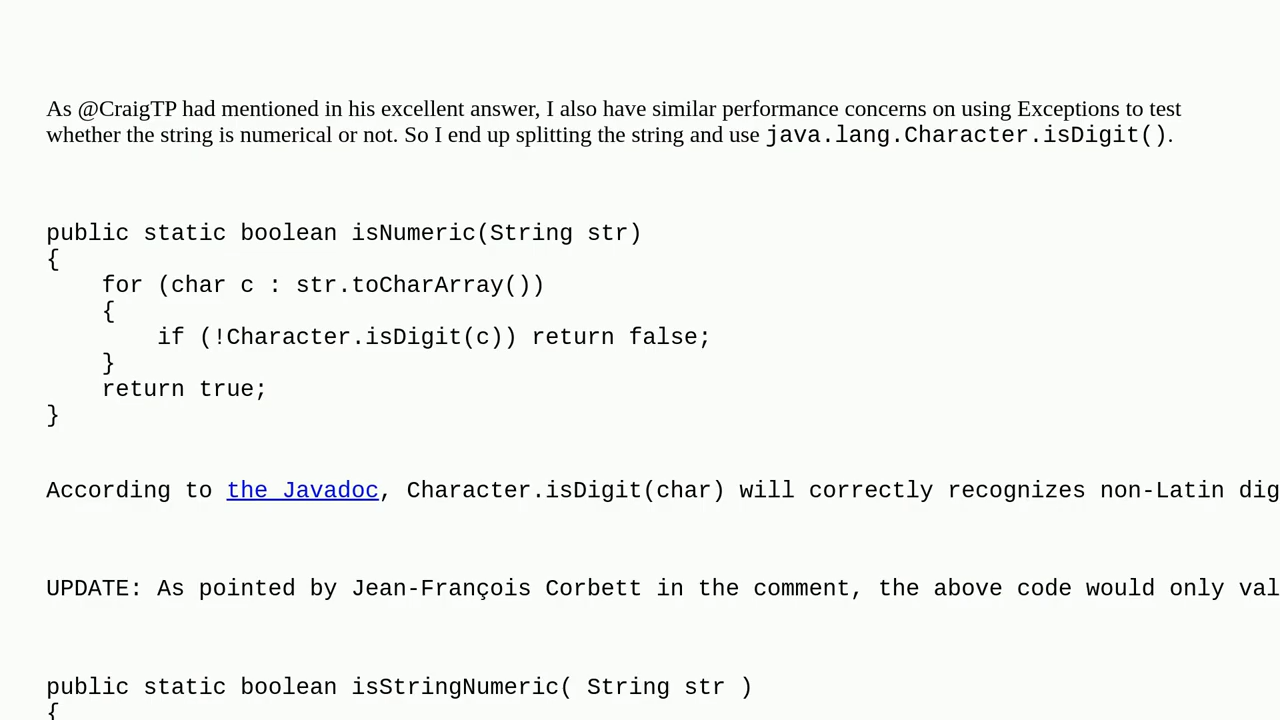 As @CraigTP had mentioned in his excellent answer, I also have similar performance concerns on using Exceptions to test
whether the string is numerical or not. So I end up splitting the string and use java.lang.Character.isDigit().
public static boolean isNumeric(String str)
{
    for (char c : str.toCharArray())
    {
        if (!Character.isDigit(c)) return false;
    }
    return true;
}
According to the Javadoc, Character.isDigit(char) will correctly recognizes non-Latin dig
UPDATE: As pointed by Jean-François Corbett in the comment, the above code would only val
public static boolean isStringNumeric( String str )
{